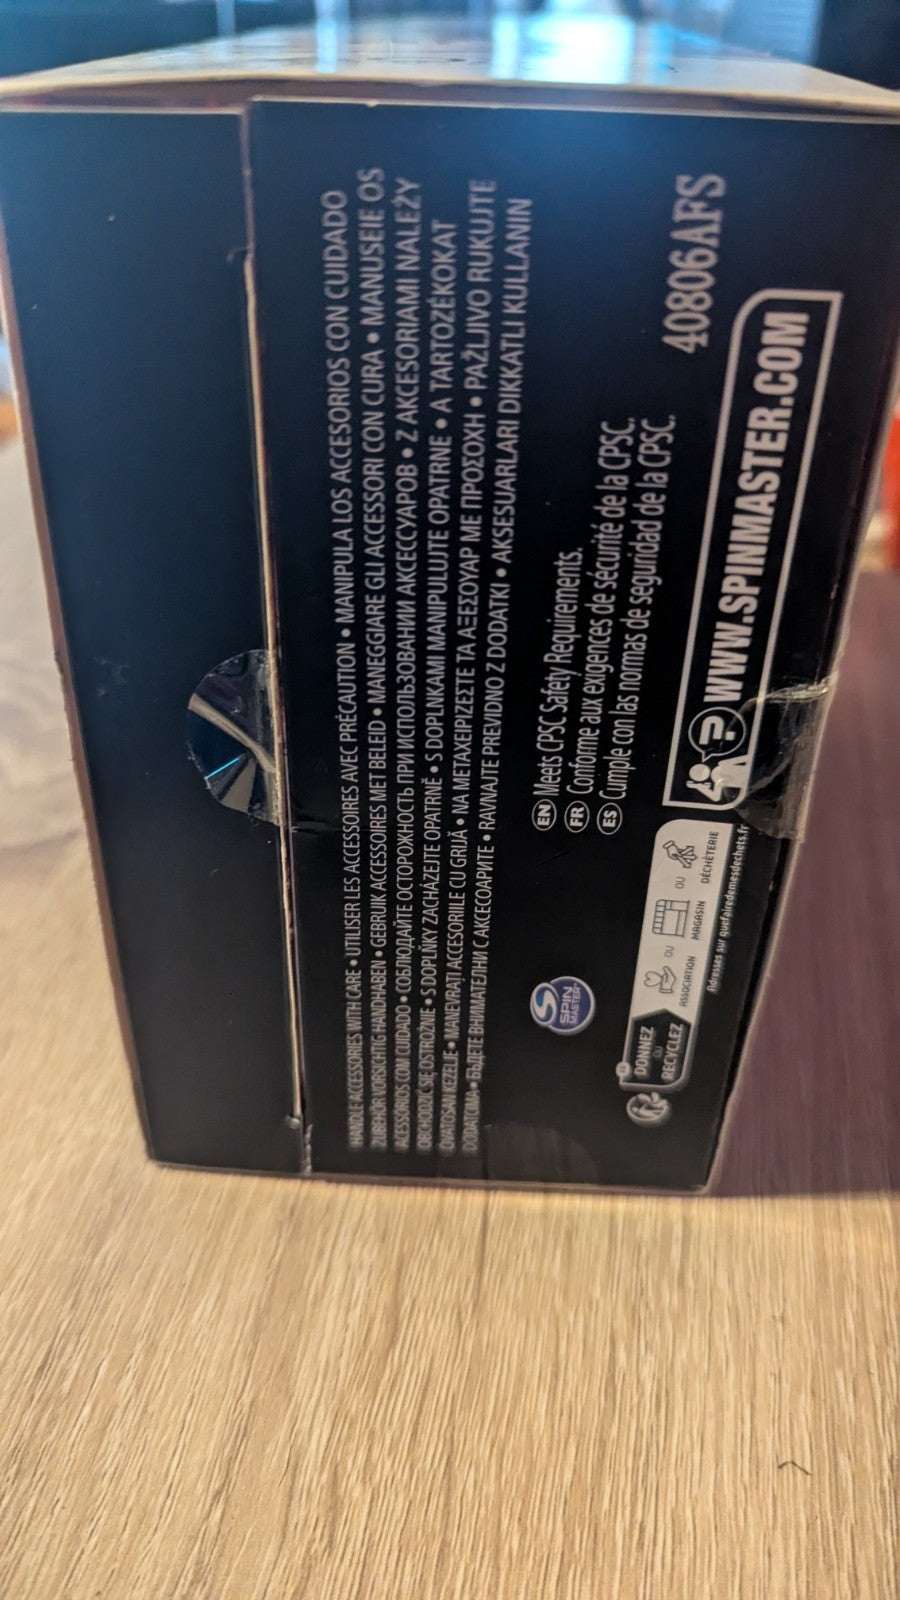 HANDLE ACCESSORIES WITH CARE • UTILISER LES ACCESSOIRES AVEC PRÉCAUTION • MANIPULA LOS ACCESORIOS CON CUIDADO
ZUBEHÖR VORSICHTIG HANDHABEN • GEBRUIK ACCESSOIRES MET BELEID • MANEGGIARE GLI ACCESSORI CON CURA • MANUSEIE OS
ACESSÓRIOS COM CUIDADO • СОБЛЮДАЙТЕ ОСТОРОЖНОСТЬ ПРИ ИСПОЛЬЗОВАНИИ АКСЕССУАРОВ • Z AKCESORIAMI NALEŻY
OBCHODZIĆ SIĘ OSTROŻNIE • S DOPLŇKY ZACHÁZEJTE OPATRNĚ • S DOPLNKAMI MANIPULUJTE OPATRNE • A TARTOZÉKOKAT
ÓVATOSAN KEZELJE • MANEVRAȚI ACCESORIILE CU GRIJĂ • ΝΑ ΜΕΤΑΧΕΙΡΙΖΕΣΤΕ ΤΑ ΑΞΕΣΟΥΑΡ ΜΕ ΠΡΟΣΟΧΗ • PAŽLJIVO RUKUJTE
DODACIMA • БЪДЕТЕ ВНИМАТЕЛНИ С АКСЕСОАРИТЕ • RAVNAJTE PREVIDNO Z DODATKI • AKSESUARLARI DIKKATLI KULLANIN
EN Meets CPSC Safety Requirements.
FR Conforme aux exigences de sécurité de la CPSC.
ES Cumple con las normas de seguridad de la CPSC.
40806AFS
SPIN
MASTER
? WWW.SPINMASTER.COM
DONNEZ
OU
RECYCLEZ
ASSOCIATION
OU
MAGASIN
OU
DÉCHÈTERIE
Adresses sur quefairedemesdechets.fr